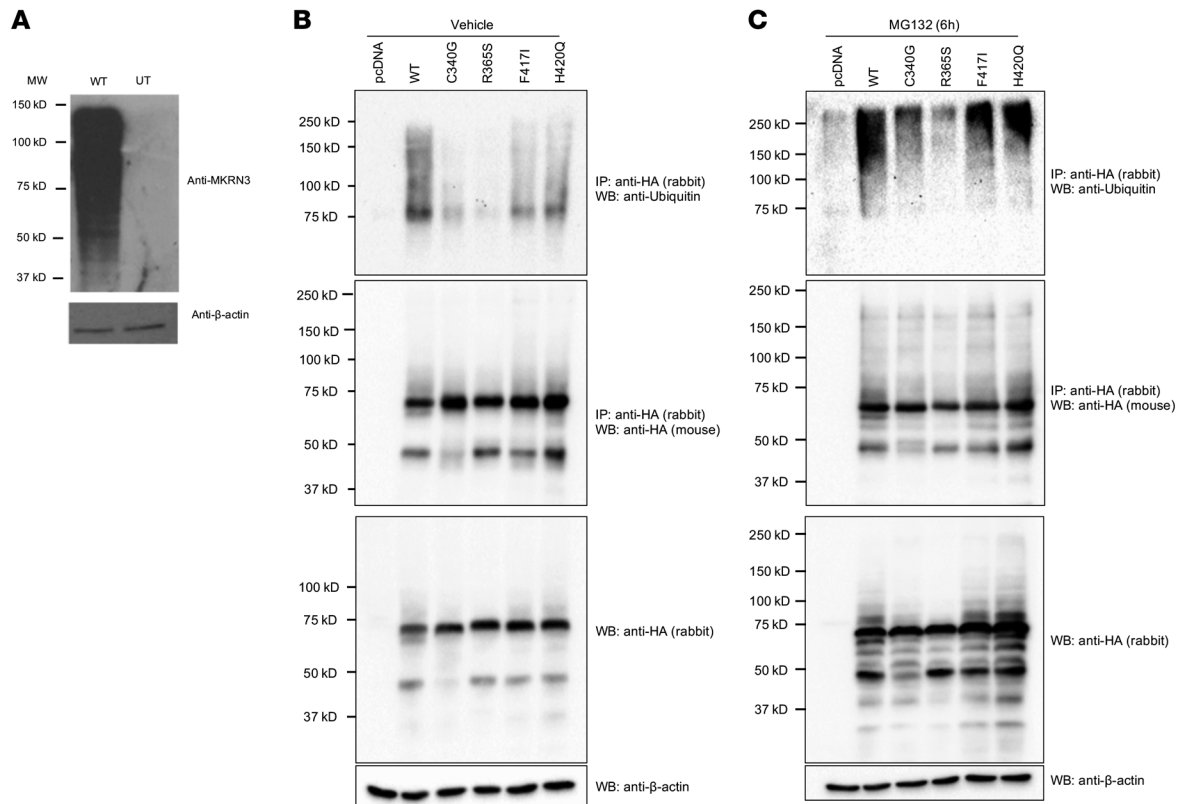 A
MW
WT
UT
150 kD
100 kD
75 kD
50 kD
37 kD
Anti-MKRN3
Anti-β-actin
B
Vehicle
pcDNA
WT
C340G
R365S
F417I
H420Q
250 kD
150 kD
100 kD
75 kD
IP: anti-HA (rabbit)
WB: anti-Ubiquitin
250 kD
150 kD
100 kD
75 kD
50 kD
37 kD
IP: anti-HA (rabbit)
WB: anti-HA (mouse)
100 kD
75 kD
50 kD
37 kD
WB: anti-HA (rabbit)
WB: anti-β-actin
C
MG132 (6h)
pcDNA
WT
C340G
R365S
F417I
H420Q
250 kD
150 kD
100 kD
75 kD
IP: anti-HA (rabbit)
WB: anti-Ubiquitin
250 kD
150 kD
100 kD
75 kD
50 kD
37 kD
IP: anti-HA (rabbit)
WB: anti-HA (mouse)
250 kD
150 kD
100 kD
75 kD
50 kD
37 kD
WB: anti-HA (rabbit)
WB: anti-β-actin